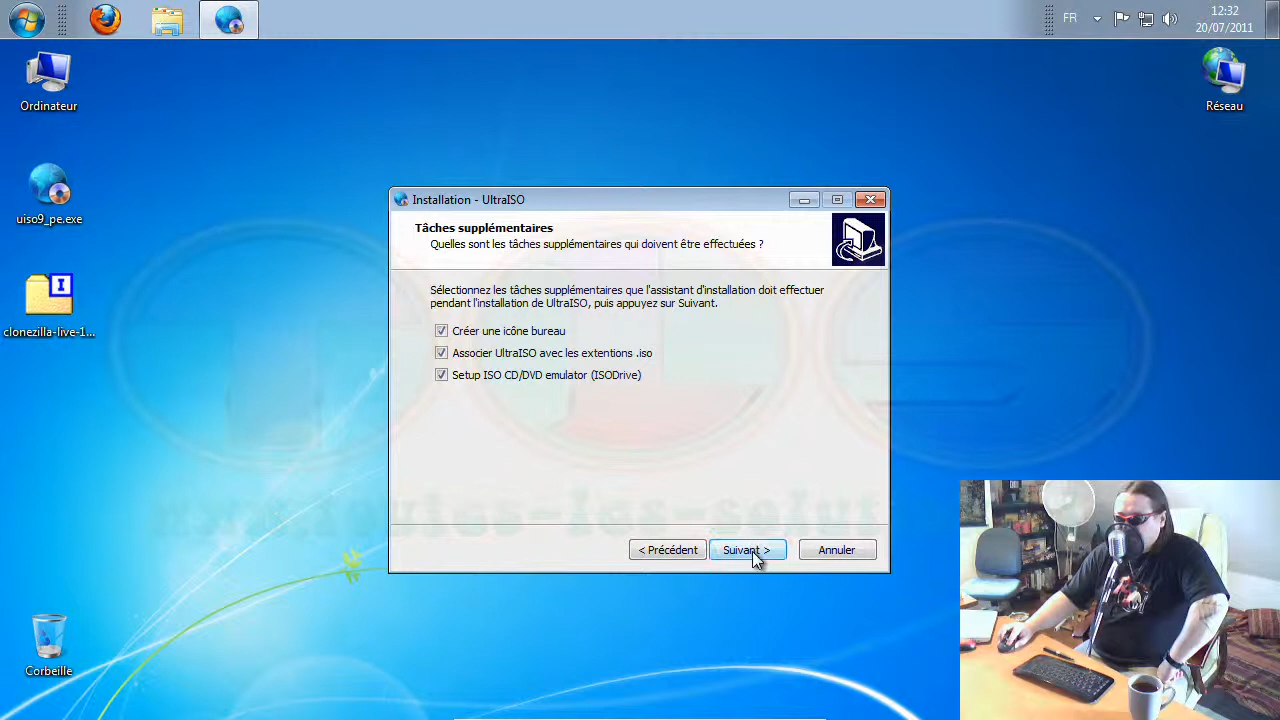 FR
12:32
20/07/2011
Ordinateur
Réseau
uiso9_pe.exe
clonezilla-live-1...
Corbeille
Installation - UltraISO
Tâches supplémentaires
Quelles sont les tâches supplémentaires qui doivent être effectuées ?
Sélectionnez les tâches supplémentaires que l'assistant d'installation doit effectuer
pendant l'installation de UltraISO, puis appuyez sur Suivant.
Créer une icône bureau
Associer UltraISO avec les extentions .iso
Setup ISO CD/DVD emulator (ISODrive)
< Précédent
Suivant >
Annuler